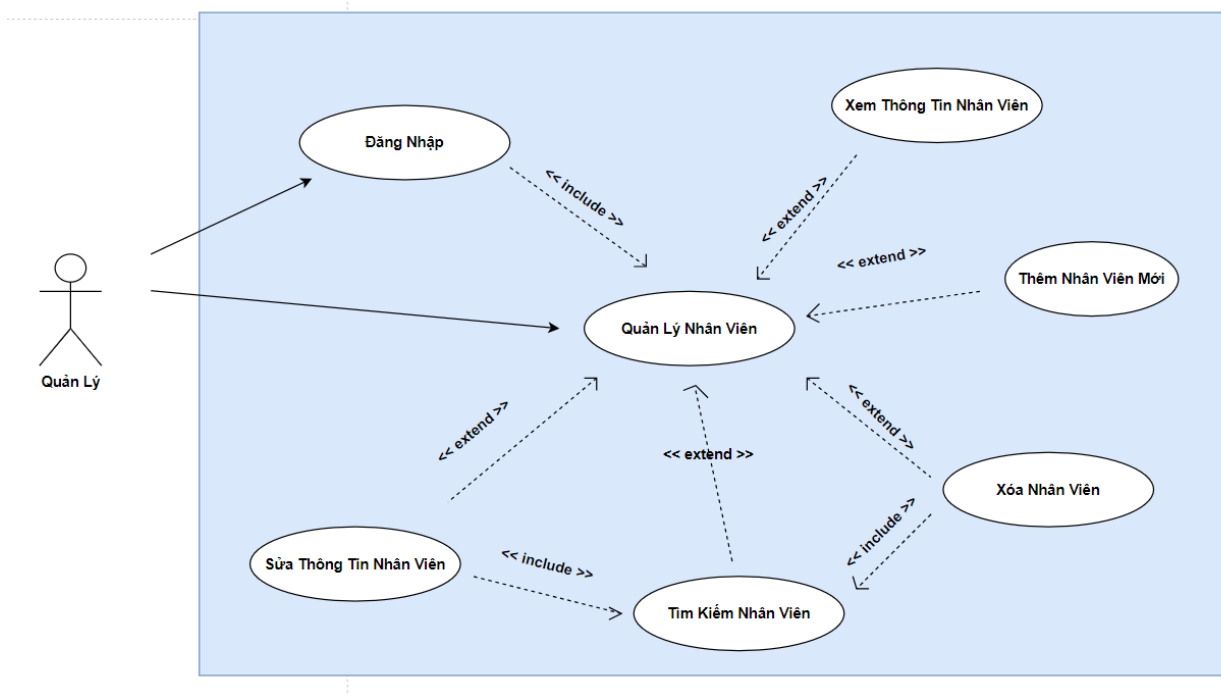 Xem Thông Tin Nhân Viên
Đăng Nhập
<< include >>
<< extend >>
<< extend >>
Thêm Nhân Viên Mới
Quản Lý Nhân Viên
Quản Lý
<< extend >>
<< extend >>
<< extend >>
Xóa Nhân Viên
<< include >>
Sửa Thông Tin Nhân Viên
<< include >>
Tìm Kiếm Nhân Viên